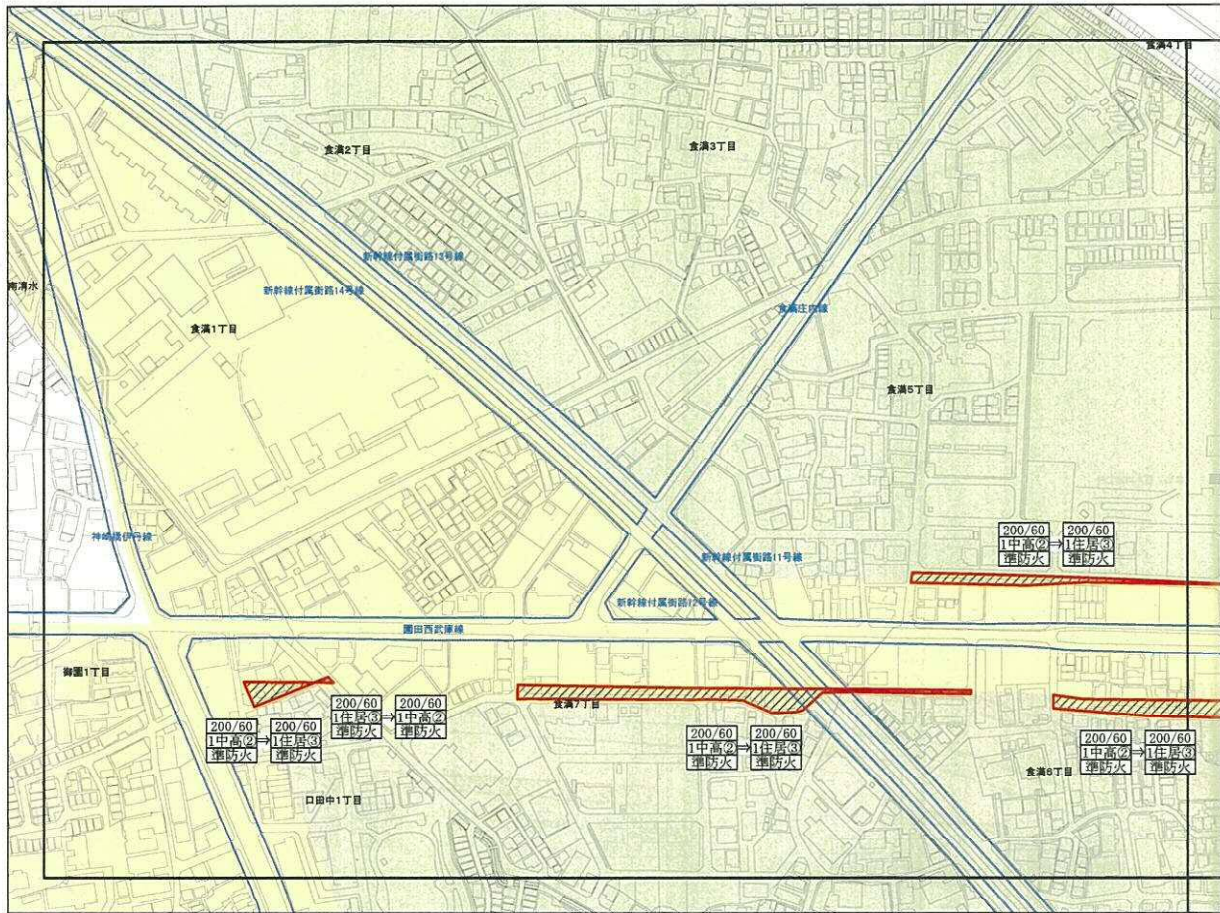 食満4丁目
食満2丁目
食満3丁目
新幹線付属街路13号線
新幹線付属街路14号線
南清水
食満1丁目
食満庄内線
食満5丁目
神崎橋伊丹線
新幹線付属街路11号線
新幹線付属街路12号線
園田西武庫線
200/60
1中高②
準防火
⇒
200/60
1住居③
準防火
御園1丁目
食満7丁目
200/60
1中高②
準防火
⇒
200/60
1住居③
準防火
200/60
1住居③
準防火
⇒
200/60
1中高②
準防火
200/60
1中高②
準防火
⇒
200/60
1住居③
準防火
200/60
1中高②
準防火
⇒
200/60
1住居③
準防火
食満6丁目
口田中1丁目